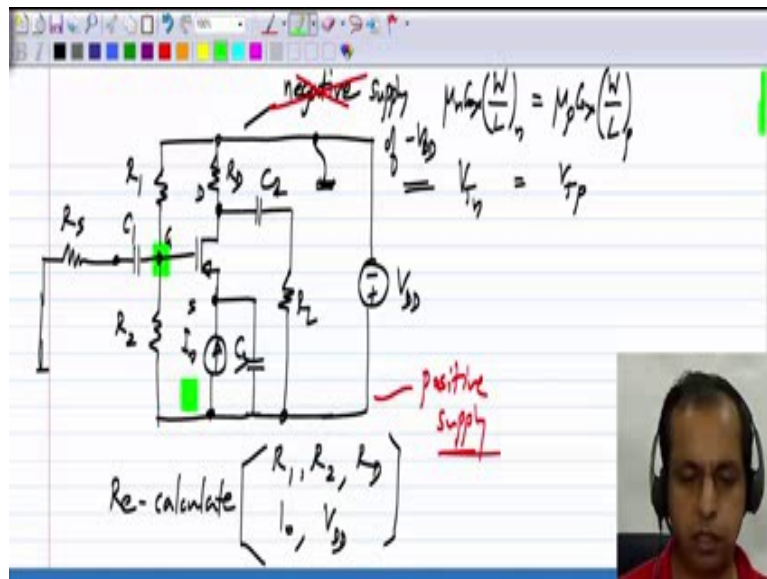 negative supply
of -VDD
μnCox(W/L)n = μpCox(W/L)p
VTn = VTp
R1
D
RD
C2
RS
C1
G
R2
S
I0
C3
RL
VDD
positive
supply
Re-calculate
R1, R2, RD
I0, VDD